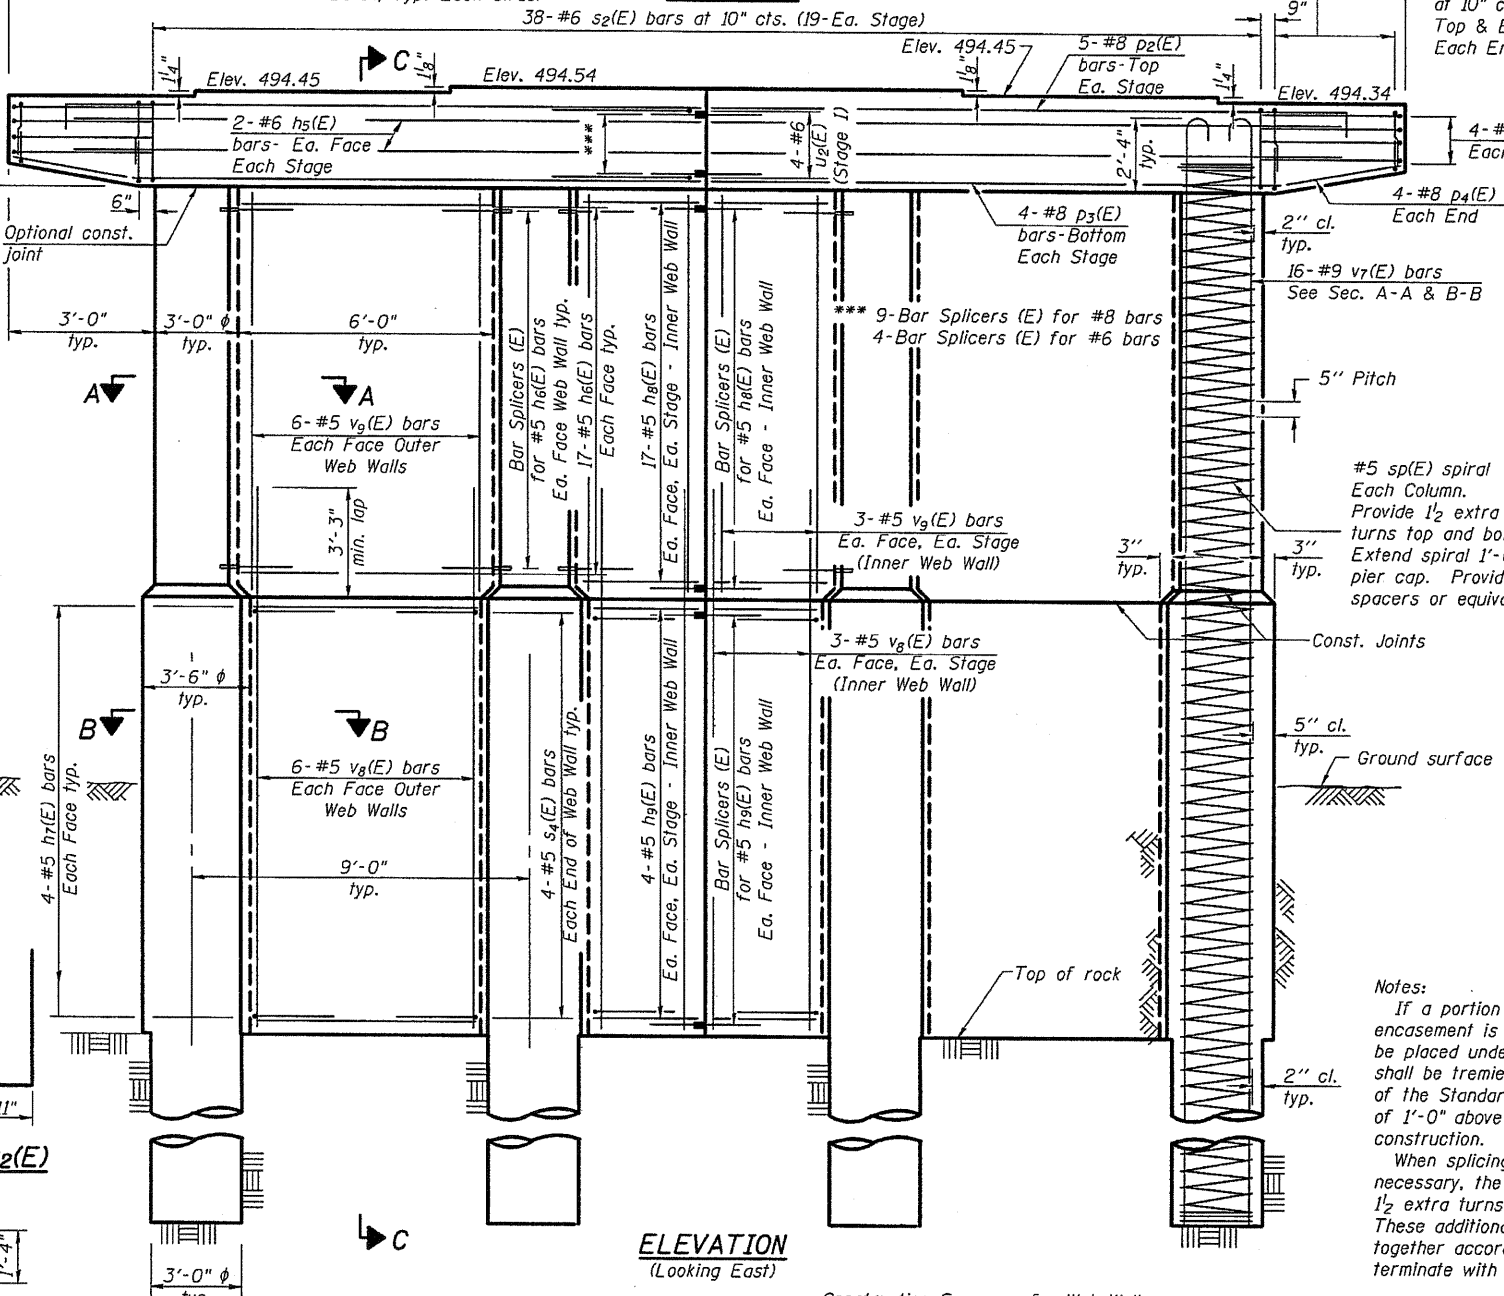 38-#6 s2(E) bars at 10" cts. (19-Ea. Stage)
9"
at 10" c
Top & B
Each En
C
1¼"
Elev. 494.45
1⅛"
Elev. 494.54
Elev. 494.45
1⅛"
5-#8 p2(E)
bars-Top
Ea. Stage
1¼"
Elev. 494.34
2-#6 h5(E)
bars- Ea. Face
Each Stage
***
4-#6
u2(E)
(Stage I)
2'-4"
typ.
4-#
Each
4-#8 p4(E)
Each End
6"
Optional const.
joint
4-#8 p3(E)
bars-Bottom
Each Stage
2" cl.
typ.
16-#9 v7(E) bars
See Sec. A-A & B-B
3'-0"
typ.
3'-0" ϕ
typ.
6'-0"
typ.
*** 9-Bar Splicers (E) for #8 bars
4-Bar Splicers (E) for #6 bars
Bar Splicers (E)
for #5 h6(E) bars
Ea. Face Web Wall typ.
17-#5 h6(E) bars
Each Face typ.
17-#5 h8(E) bars
Ea. Face, Ea. Stage - Inner Web Wall
Bar Splicers (E)
for #5 h8(E) bars
Ea. Face - Inner Web Wall
A
A
5" Pitch
6-#5 v9(E) bars
Each Face Outer
Web Walls
3'-3"
min. lap
3-#5 v9(E) bars
Ea. Face, Ea. Stage
(Inner Web Wall)
3"
typ.
3"
typ.
#5 sp(E) spiral
Each Column.
Provide 1½ extra
turns top and bo
Extend spiral 1'-
pier cap. Provid
spacers or equiva
Const. Joints
3-#5 v8(E) bars
Ea. Face, Ea. Stage
(Inner Web Wall)
3'-6" ϕ
typ.
B
B
5" cl.
typ.
Ground surface
4-#5 h7(E) bars
Each Face typ.
6-#5 v8(E) bars
Each Face Outer
Web Walls
9'-0"
typ.
4-#5 s4(E) bars
Each End of Web Wall typ.
4-#5 h9(E) bars
Ea. Face, Ea. Stage - Inner Web Wall
Bar Splicers (E)
for #5 h9(E) bars
Ea. Face - Inner Web Wall
Top of rock
Notes:
If a portion
encasement is
be placed unde
shall be tremie
of the Standar
of 1'-0" above
construction.
When splicing
necessary, the
1½ extra turns
These additiona
together accor
terminate with
2" cl.
typ.
11"
2(E)
1'-4"
C
3'-0" ϕ
ELEVATION
(Looking East)